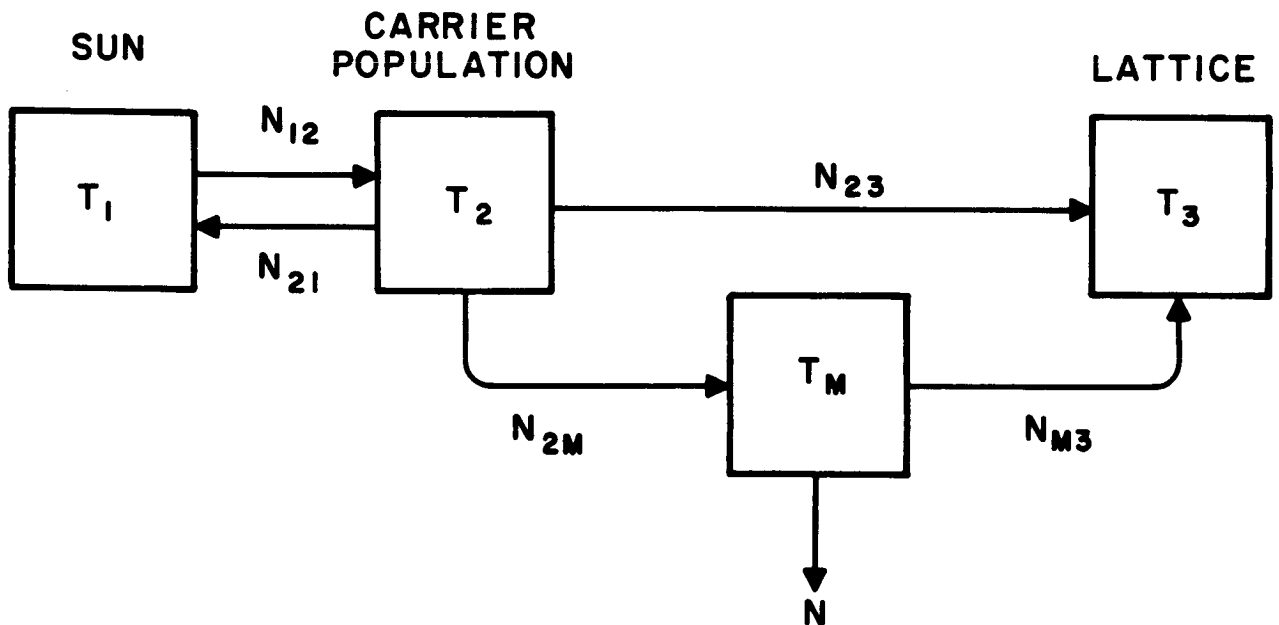 SUN
CARRIER
POPULATION
LATTICE
N12
T1
T2
N21
N23
T3
TM
N2M
NM3
N